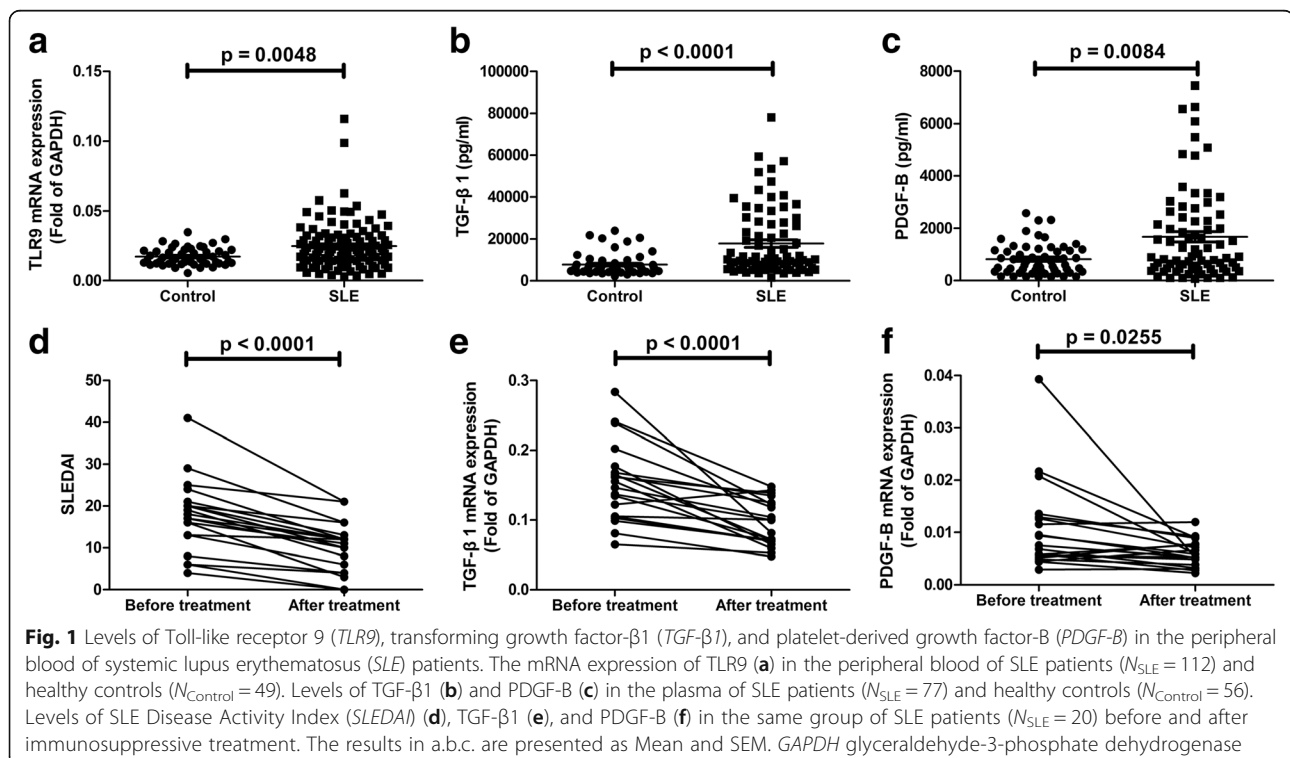 a
p = 0.0048
TLR9 mRNA expression
(Fold of GAPDH)
0.15
0.10
0.05
0.00
Control
SLE
b
p < 0.0001
TGF-β 1 (pg/ml)
100000
80000
60000
40000
20000
0
Control
SLE
c
p = 0.0084
PDGF-B (pg/ml)
8000
6000
4000
2000
0
Control
SLE
d
p < 0.0001
SLEDAI
50
40
30
20
10
0
Before treatment
After treatment
e
p < 0.0001
TGF-β 1 mRNA expression
(Fold of GAPDH)
0.3
0.2
0.1
0.0
Before treatment
After treatment
f
p = 0.0255
PDGF-B mRNA expression
(Fold of GAPDH)
0.04
0.03
0.02
0.01
0.00
Before treatment
After treatment
Fig. 1 Levels of Toll-like receptor 9 (TLR9), transforming growth factor-β1 (TGF-β1), and platelet-derived growth factor-B (PDGF-B) in the peripheral
blood of systemic lupus erythematosus (SLE) patients. The mRNA expression of TLR9 (a) in the peripheral blood of SLE patients (NSLE = 112) and
healthy controls (NControl = 49). Levels of TGF-β1 (b) and PDGF-B (c) in the plasma of SLE patients (NSLE = 77) and healthy controls (NControl = 56).
Levels of SLE Disease Activity Index (SLEDAI) (d), TGF-β1 (e), and PDGF-B (f) in the same group of SLE patients (NSLE = 20) before and after
immunosuppressive treatment. The results in a.b.c. are presented as Mean and SEM. GAPDH glyceraldehyde-3-phosphate dehydrogenase